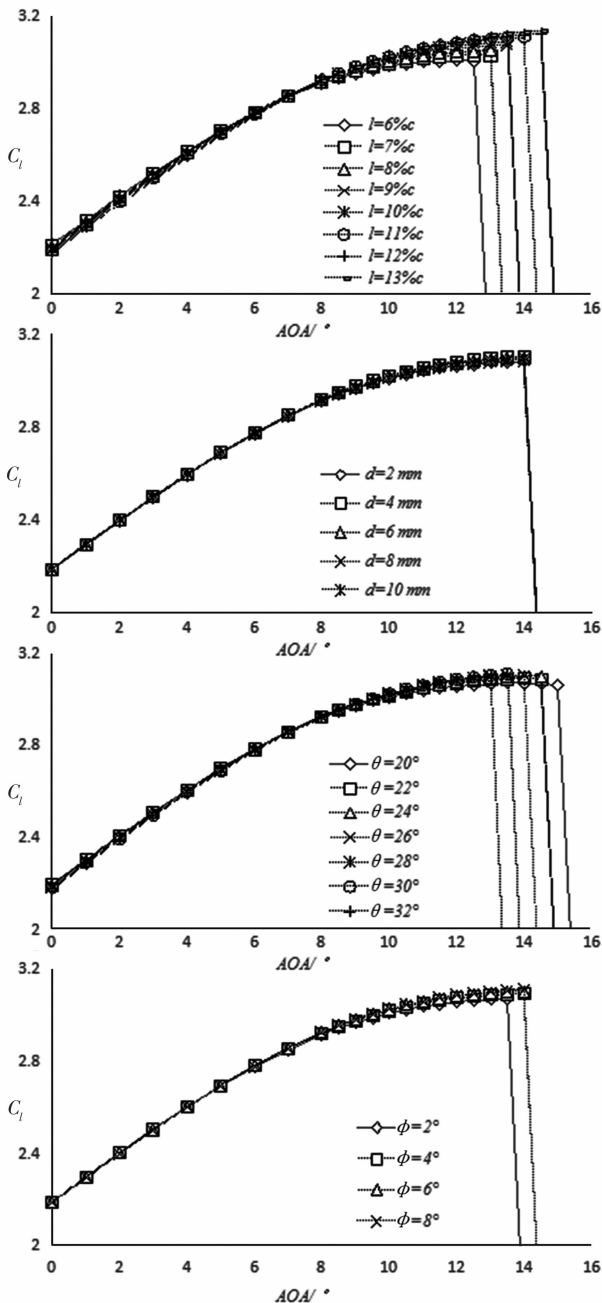 3.2
2.8
2.4
2
C_l
l=6%c
l=7%c
l=8%c
l=9%c
l=10%c
l=11%c
l=12%c
l=13%c
0 2 4 6 8 10 12 14 16
AOA/ °
3.2
2.8
2.4
2
C_l
d=2 mm
d=4 mm
d=6 mm
d=8 mm
d=10 mm
0 2 4 6 8 10 12 14 16
AOA/ °
3.2
2.8
2.4
2
C_l
θ=20°
θ=22°
θ=24°
θ=26°
θ=28°
θ=30°
θ=32°
0 2 4 6 8 10 12 14 16
AOA/ °
3.2
2.8
2.4
2
C_l
ϕ=2°
ϕ=4°
ϕ=6°
ϕ=8°
0 2 4 6 8 10 12 14 16
AOA/ °